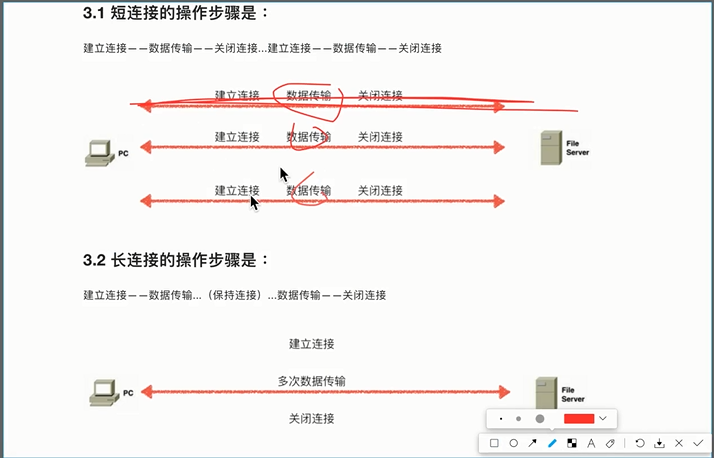 3.1 短连接的操作步骤是：
建立连接——数据传输——关闭连接...建立连接——数据传输——关闭连接
建立连接 数据传输 关闭连接
建立连接 数据传输 关闭连接
PC
File
Server
建立连接 数据传输 关闭连接
3.2 长连接的操作步骤是：
建立连接——数据传输...（保持连接）...数据传输——关闭连接
建立连接
多次数据传输
PC
File
Server
关闭连接
A